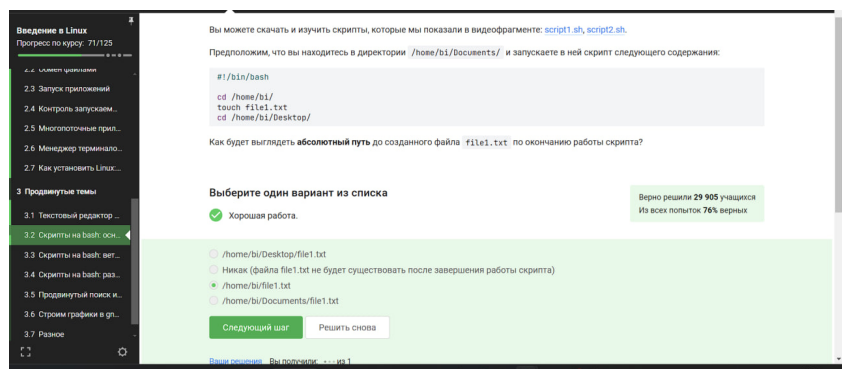 Введение в Linux
Прогресс по курсу: 71/125
2.2 Обмен файлами
2.3 Запуск приложений
2.4 Контроль запускаем...
2.5 Многопоточные прил...
2.6 Менеджер терминало...
2.7 Как установить Linux:...
3 Продвинутые темы
3.1 Текстовый редактор ...
3.2 Скрипты на bash: осн...
3.3 Скрипты на bash: вет...
3.4 Скрипты на bash: раз...
3.5 Продвинутый поиск и...
3.6 Строим графики в gn...
3.7 Разное
Вы можете скачать и изучить скрипты, которые мы показали в видеофрагменте: script1.sh, script2.sh.
Предположим, что вы находитесь в директории /home/bi/Documents/ и запускаете в ней скрипт следующего содержания:
#!/bin/bash
cd /home/bi/
touch file1.txt
cd /home/bi/Desktop/
Как будет выглядеть абсолютный путь до созданного файла file1.txt по окончанию работы скрипта?
Выберите один вариант из списка
Хорошая работа.
Верно решили 29 905 учащихся
Из всех попыток 76% верных
/home/bi/Desktop/file1.txt
Никак (файла file1.txt не будет существовать после завершения работы скрипта)
/home/bi/file1.txt
/home/bi/Documents/file1.txt
Следующий шаг
Решить снова
Ваши решения Вы получили: из 1